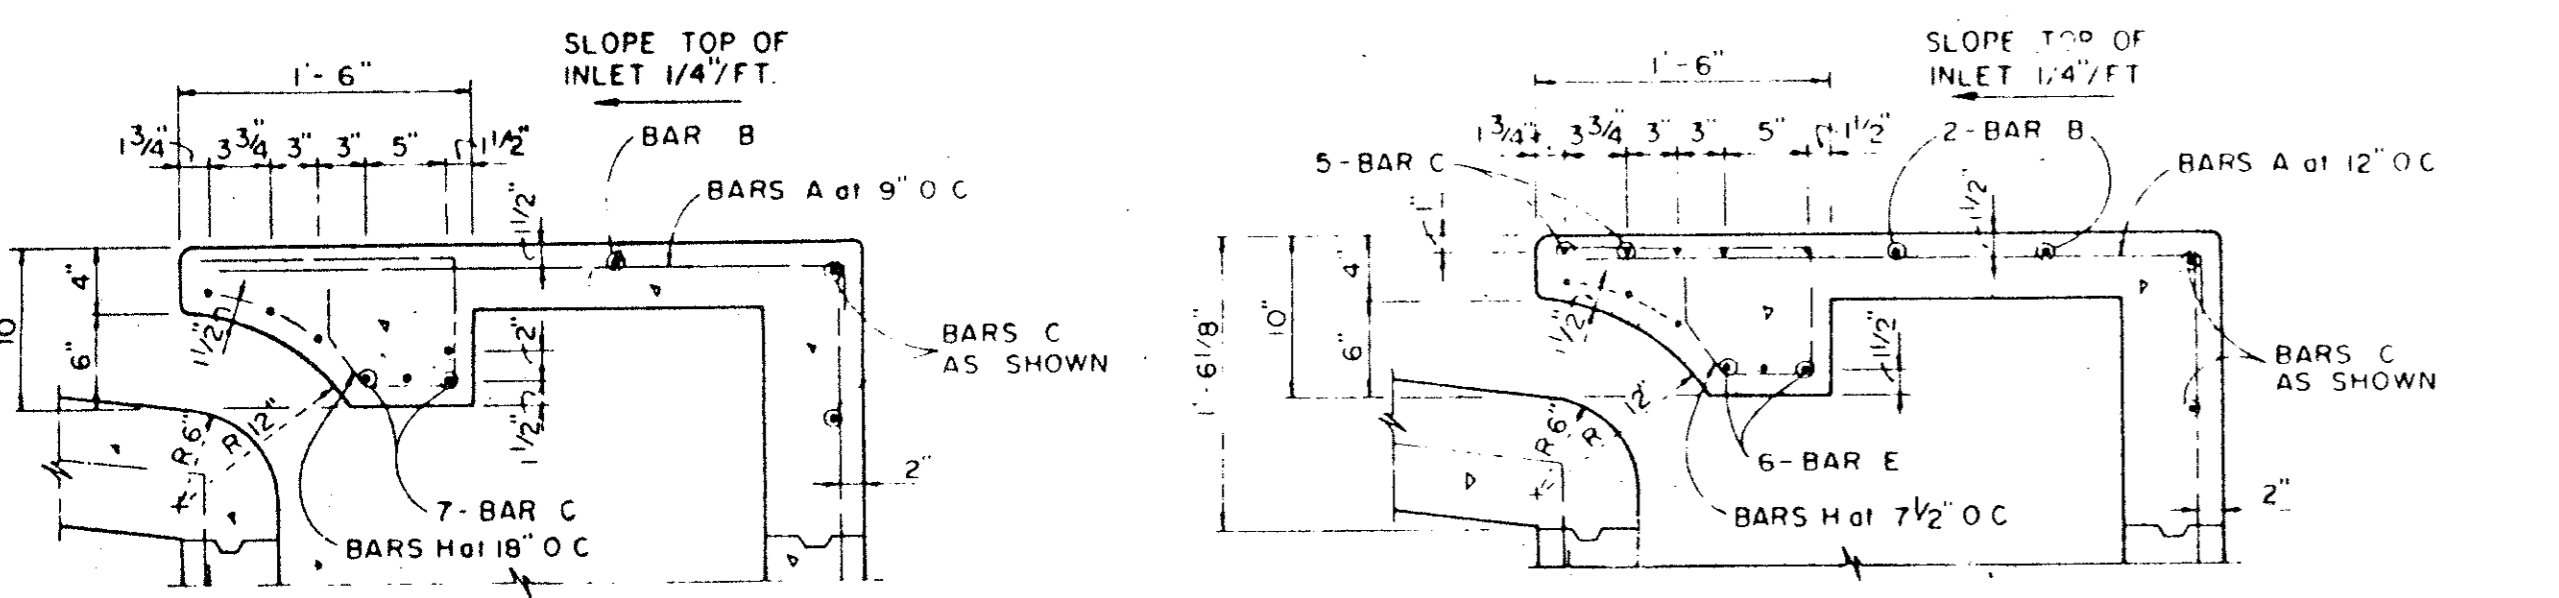 SLOPE TOP OF
INLET 1/4"/FT.
1'-6"
1 3/4" 3 3/4" 3" 3" 5" 1 1/2"
BAR B
BARS A at 9" O C
1 1/2"
10
4"
6"
1 1/2"
2"
1 1/2"
BARS C
AS SHOWN
R 6"
R 12"
2"
7-BAR C
BARS H at 18" O C
SLOPE TOP OF
INLET 1/4"/FT
1'-6"
1 3/4" 3 3/4" 3" 3" 5" 1 1/2"
2-BAR B
5-BAR C
BARS A at 12" O C
1"
1 1/2"
1'-6 1/8"
10"
4"
6"
1 1/2"
1 1/2"
BARS C
AS SHOWN
R 6"
R 12"
6-BAR E
2"
BARS H at 7 1/2" O C